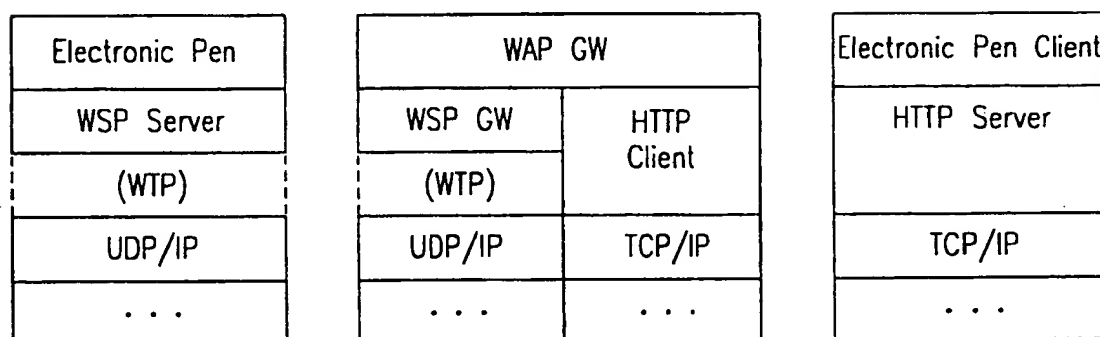 Electronic Pen
WSP Server
(WTP)
UDP/IP
. . .
WAP GW
WSP GW
(WTP)
UDP/IP
. . .
HTTP
Client
TCP/IP
. . .
Electronic Pen Client
HTTP Server
TCP/IP
. . .